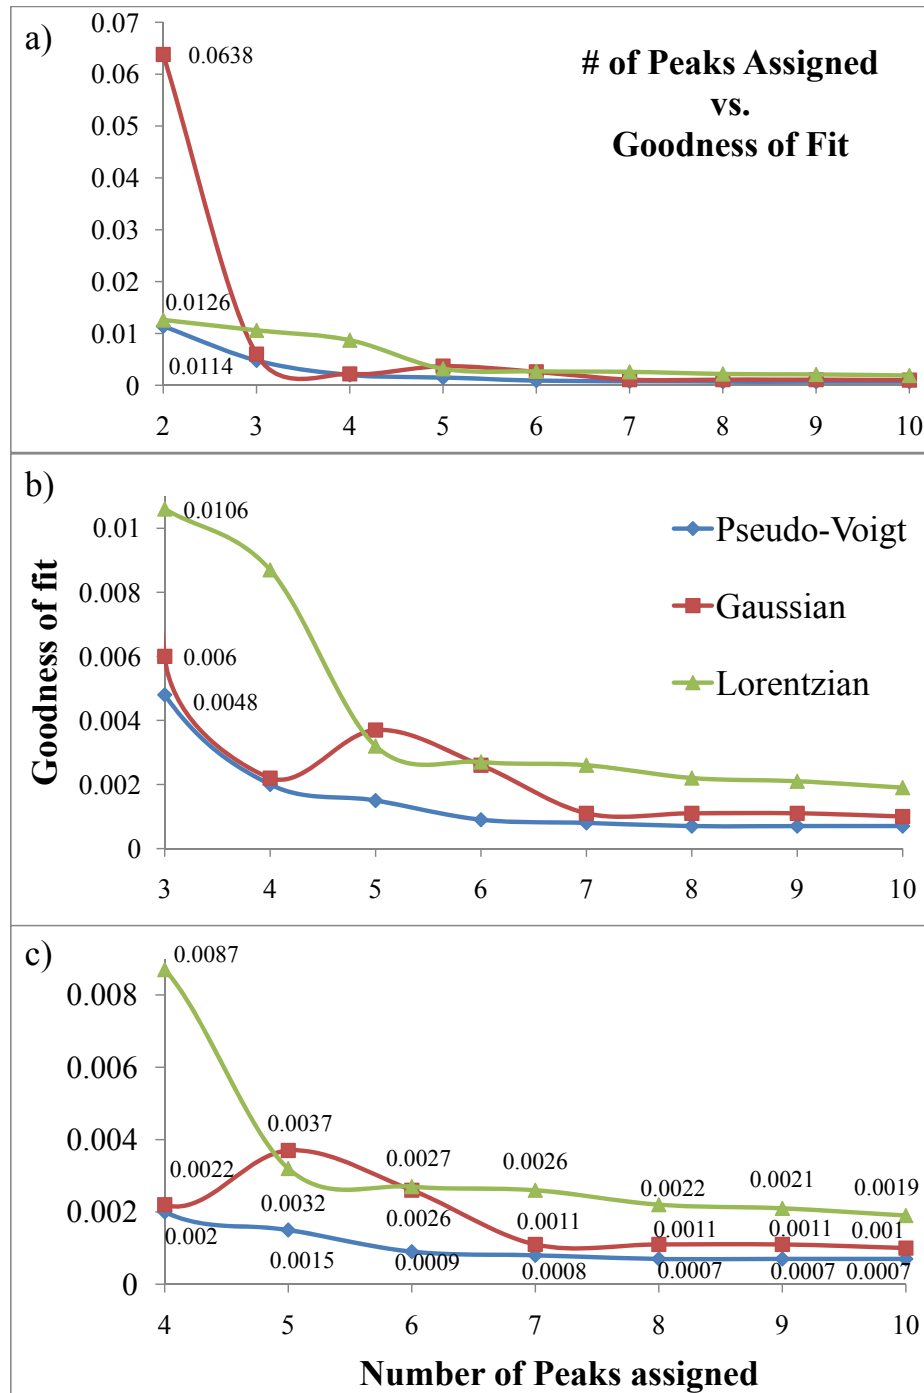 a)
# of Peaks Assigned
vs.
Goodness of Fit
0.07
0.06
0.05
0.04
0.03
0.02
0.01
0
0.0638
0.0126
0.0114
2 3 4 5 6 7 8 9 10
b)
Goodness of fit
0.01
0.008
0.006
0.004
0.002
0
0.0106
0.006
0.0048
Pseudo-Voigt
Gaussian
Lorentzian
3 4 5 6 7 8 9 10
c)
0.008
0.006
0.004
0.002
0
0.0087
0.0037
0.0022 0.0027 0.0026 0.0022 0.0021 0.0019
0.0032 0.0026 0.0011 0.0011 0.0011 0.001
0.002 0.0015 0.0009 0.0008 0.0007 0.0007 0.0007
4 5 6 7 8 9 10
Number of Peaks assigned